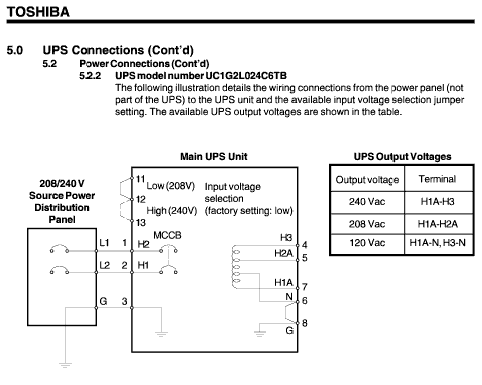 TOSHIBA
5.0 UPS Connections (Cont'd)
5.2 Power Connections (Cont'd)
5.2.2 UPS model number UC1G2L024C6TB
The following illustration details the wiring connections from the power panel (not
part of the UPS) to the UPS unit and the available input voltage selection jumper
setting. The available UPS output voltages are shown in the table.
Main UPS Unit
UPS Output Voltages
208/240 V
Source Power
Distribution
Panel
11
Low (208V)
12
High (240V)
13
Input voltage
selection
(factory setting: low)
MCCB
L1 1 H2
L2 2 H1
G 3
H3 4
H2A 5
H1A 7
N 6
8
Gi
Output voltage Terminal
240 Vac H1A-H3
208 Vac H1A-H2A
120 Vac H1A-N, H3-N